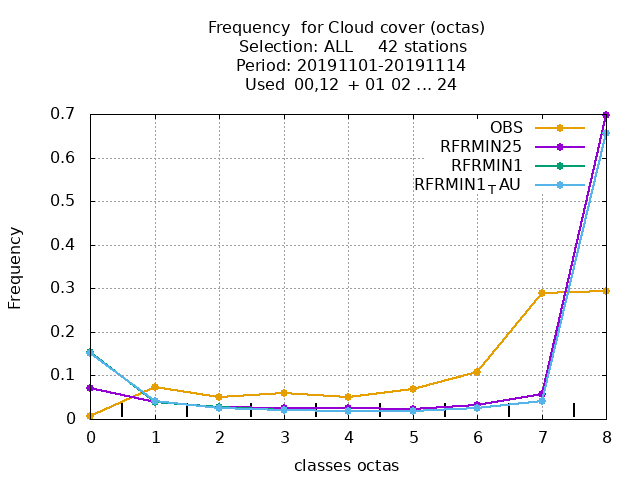 Frequency  for Cloud cover (octas)
Selection: ALL     42 stations
Period: 20191101-20191114
Used  00,12  + 01 02 ... 24
0.7
0.6
0.5
0.4
0.3
0.2
0.1
0
Frequency
OBS
RFRMIN25
RFRMIN1
RFRMIN1TAU
0 1 2 3 4 5 6 7 8
classes octas